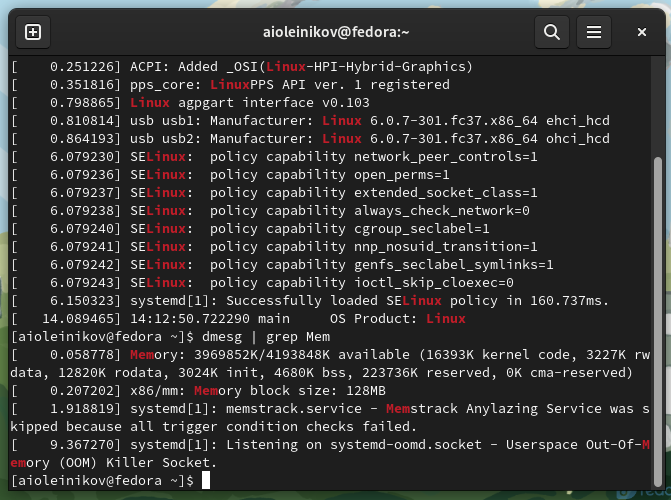 aioleinikov@fedora:~
[    0.251226] ACPI: Added _OSI(Linux-HPI-Hybrid-Graphics)
[    0.351816] pps_core: LinuxPPS API ver. 1 registered
[    0.798865] Linux agpgart interface v0.103
[    0.810814] usb usb1: Manufacturer: Linux 6.0.7-301.fc37.x86_64 ehci_hcd
[    0.864193] usb usb2: Manufacturer: Linux 6.0.7-301.fc37.x86_64 ohci_hcd
[    6.079230] SELinux:  policy capability network_peer_controls=1
[    6.079236] SELinux:  policy capability open_perms=1
[    6.079237] SELinux:  policy capability extended_socket_class=1
[    6.079238] SELinux:  policy capability always_check_network=0
[    6.079240] SELinux:  policy capability cgroup_seclabel=1
[    6.079241] SELinux:  policy capability nnp_nosuid_transition=1
[    6.079242] SELinux:  policy capability genfs_seclabel_symlinks=1
[    6.079243] SELinux:  policy capability ioctl_skip_cloexec=0
[    6.150323] systemd[1]: Successfully loaded SELinux policy in 160.737ms.
[   14.089465] 14:12:50.722290 main     OS Product: Linux
[aioleinikov@fedora ~]$ dmesg | grep Mem
[    0.058778] Memory: 3969852K/4193848K available (16393K kernel code, 3227K rw
data, 12820K rodata, 3024K init, 4680K bss, 223736K reserved, 0K cma-reserved)
[    0.207202] x86/mm: Memory block size: 128MB
[    1.918819] systemd[1]: memstrack.service - Memstrack Anylazing Service was s
kipped because all trigger condition checks failed.
[    9.367270] systemd[1]: Listening on systemd-oomd.socket - Userspace Out-Of-M
emory (OOM) Killer Socket.
[aioleinikov@fedora ~]$